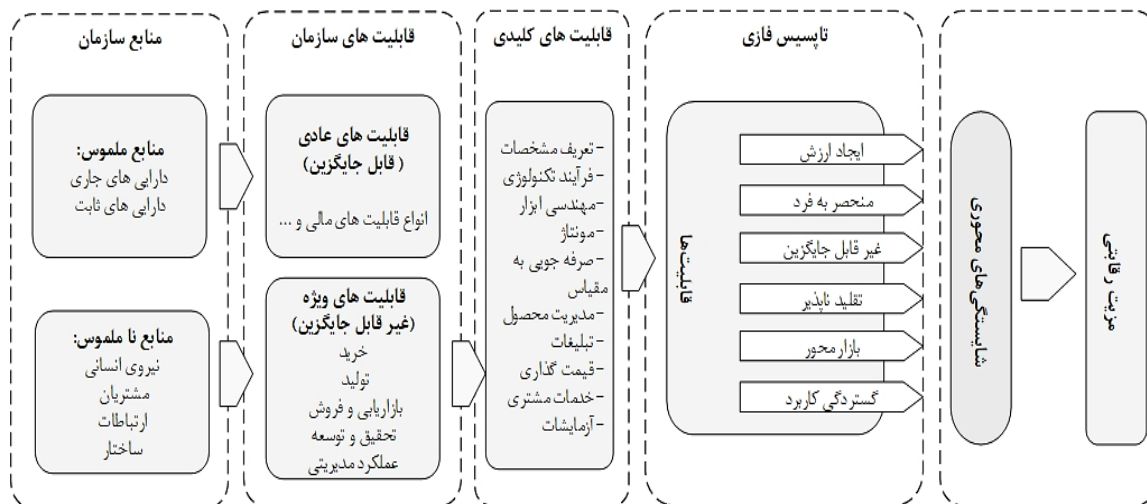 منابع سازمان
منابع ملموس:
دارایی های جاری
دارایی های ثابت
منابع نا ملموس:
نیروی انسانی
مشتریان
ارتباطات
ساختار
قابلیت های سازمان
قابلیت های عادی
( قابل جایگزین)
انواع قابلیت های مالی و ...
قابلیت های ویژه
(غیر قابل جایگزین)
خرید
تولید
بازاریابی و فروش
تحقیق و توسعه
عملکرد مدیریتی
قابلیت های کلیدی
- تعریف مشخصات
-فرآیند تکنولوژی
-مهندسی ابزار
-مونتاژ
-صرفه جویی به
مقیاس
-مدیریت محصول
-تبلیغات
-قیمت گذاری
-خدمات مشتری
-آزمایشات
تاپسیس فازی
قابلیت‌ها
ایجاد ارزش
منحصر به فرد
غیر قابل جایگزین
تقلید ناپذیر
بازار محور
گستردگی کاربرد
شایستگی‌های محوری
مزیت رقابتی